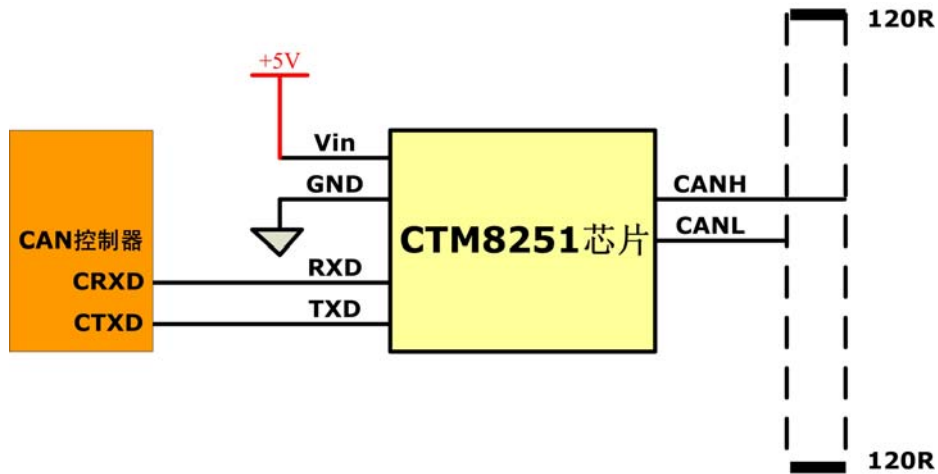 120R
+5V
Vin
GND
CANH
CAN控制器
CTM8251芯片
CANL
CRXD
RXD
CTXD
TXD
120R